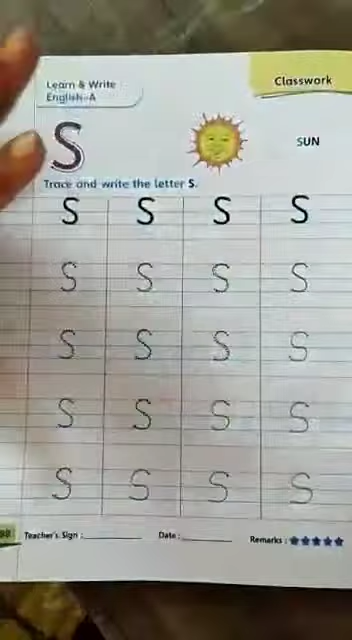 Learn & Write
English-A
Classwork
S
SUN
Trace and write the letter S.
S S S S
S S S S
S S S S
S S S S
S S S S
Teacher's Sign : Date : Remarks :